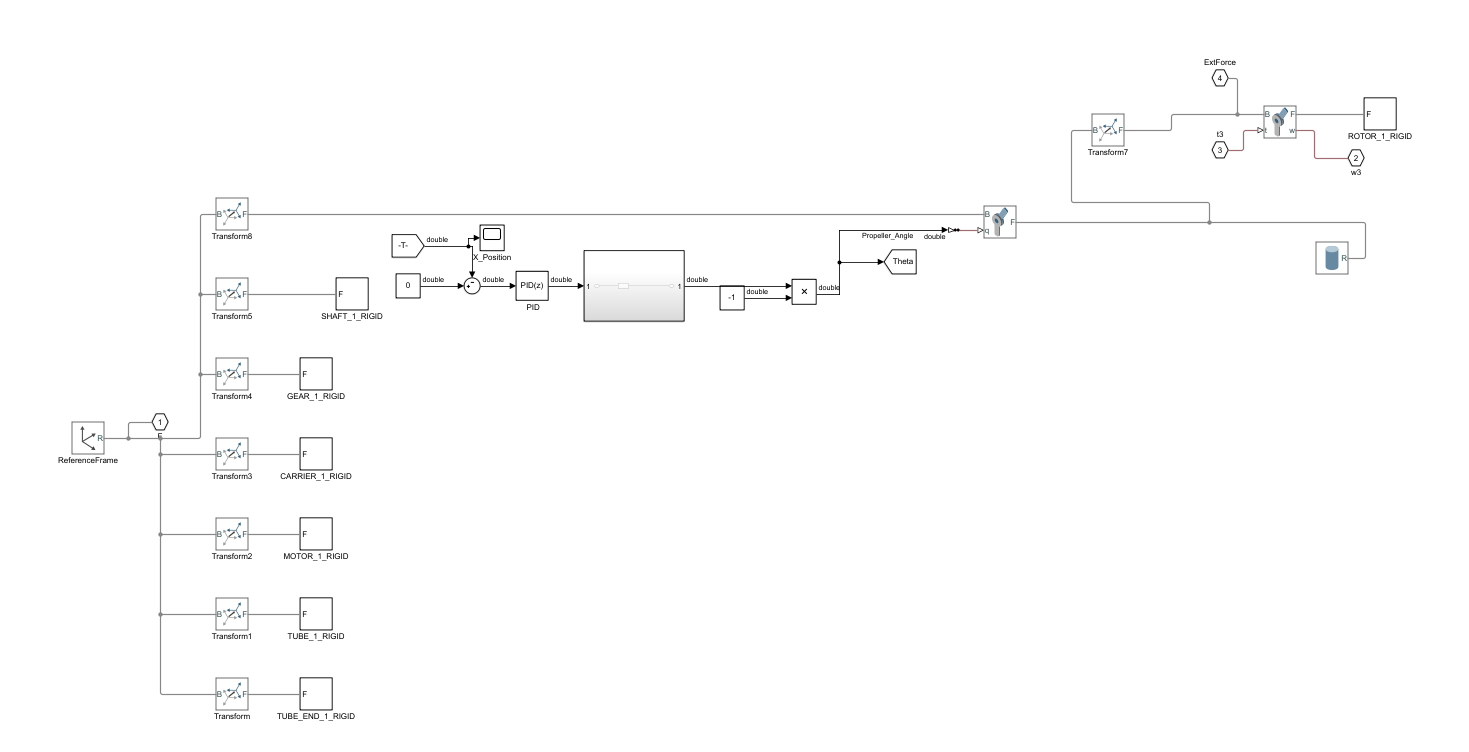 ExtForce
4
B
F
t
w
F
ROTOR_1_RIGID
t3
3
2
w3
B
F
Transform7
B
F
Transform8
B
F
q
-T-
double
X_Position
Propeller_Angle
double
Theta
R
B
F
Transform5
F
SHAFT_1_RIGID
0
double
+
-
double
PID(z)
PID
double
1
1
double
-1
double
×
double
B
F
Transform4
F
GEAR_1_RIGID
R
ReferenceFrame
1
F
B
F
Transform3
F
CARRIER_1_RIGID
B
F
Transform2
F
MOTOR_1_RIGID
B
F
Transform1
F
TUBE_1_RIGID
B
F
Transform
F
TUBE_END_1_RIGID